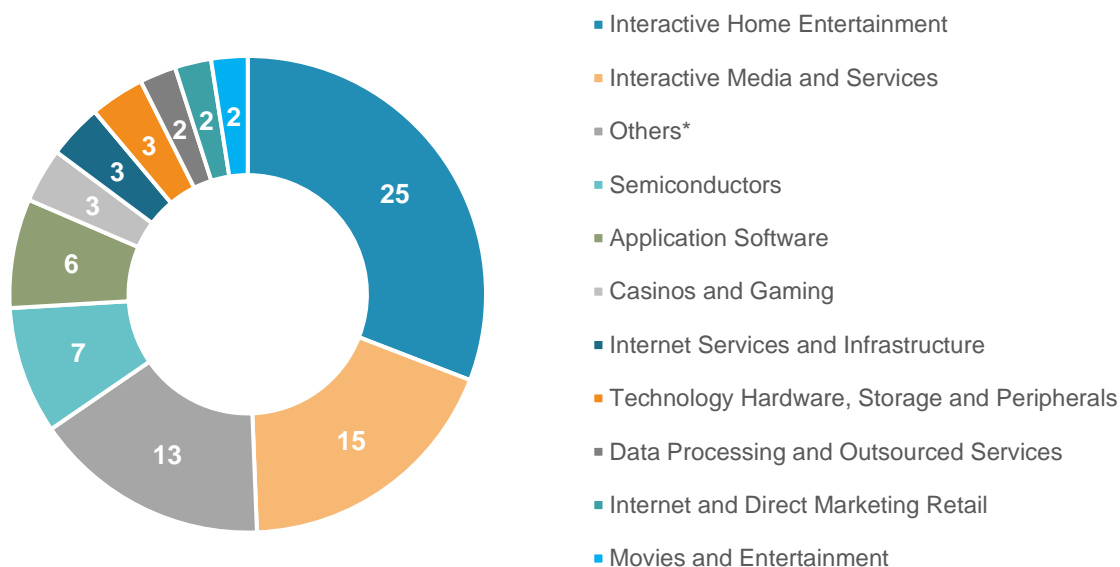 Interactive Home Entertainment
Interactive Media and Services
Others*
Semiconductors
Application Software
Casinos and Gaming
Internet Services and Infrastructure
Technology Hardware, Storage and Peripherals
Data Processing and Outsourced Services
Internet and Direct Marketing Retail
Movies and Entertainment
25
15
13
7
6
3
3
3
2
2
2